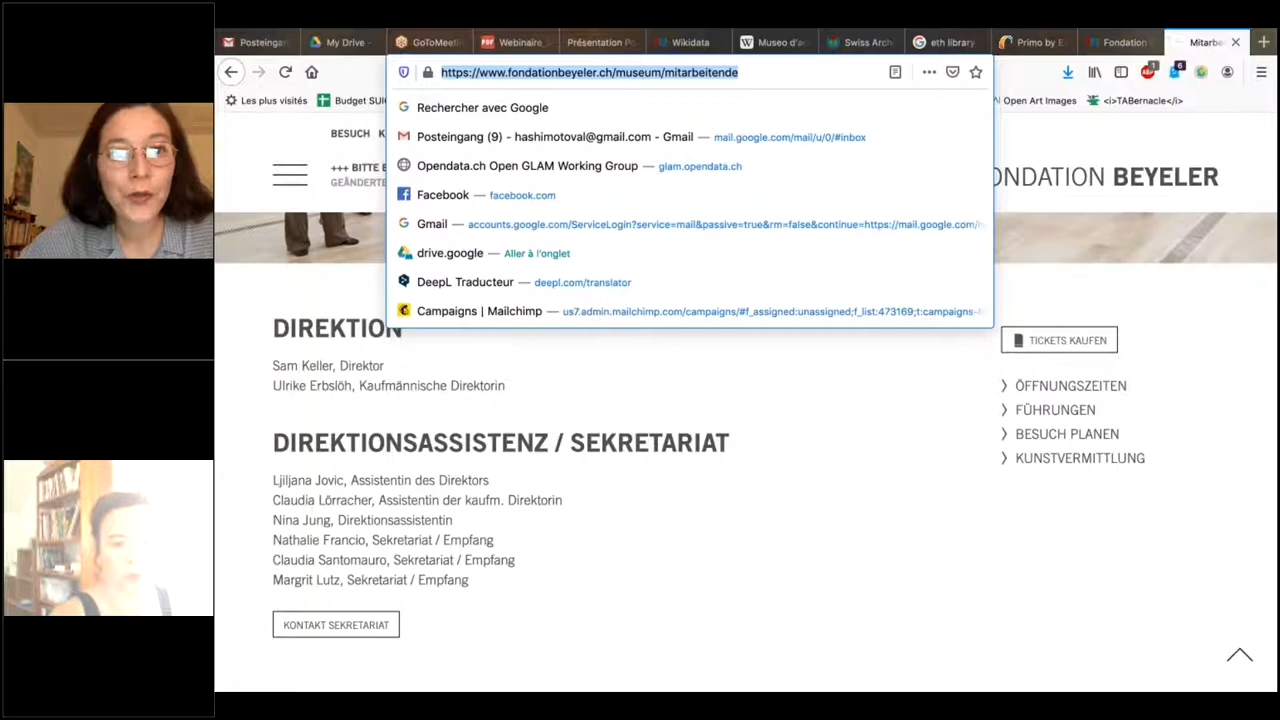 Posteingan
My Drive -
GoToMeeti
Webinaire_S
Présentation Po
Wikidata
Museo d'a
Swiss Arch
eth library
Primo by E
Fondation
Mitarbe
https://www.fondationbeyeler.ch/museum/mitarbeitende
1
6
Les plus visités
Budget SUI
Open Art Images
<i>TABernacle</i>
Rechercher avec Google
Posteingang (9) - hashimotoval@gmail.com - Gmail — mail.google.com/mail/u/0/#inbox
Opendata.ch Open GLAM Working Group — glam.opendata.ch
Facebook — facebook.com
Gmail — accounts.google.com/ServiceLogin?service=mail&passive=true&rm=false&continue=https://mail.google.com/
drive.google — Aller à l'onglet
DeepL Traducteur — deepl.com/translator
Campaigns | Mailchimp — us7.admin.mailchimp.com/campaigns/#f_assigned:unassigned;f_list:473169;t:campaigns-
BESUCH K
+++ BITTE B
GEÄNDERTE
ONDATION BEYELER
DIREKTION
Sam Keller, Direktor
Ulrike Erbslöh, Kaufmännische Direktorin
DIREKTIONSASSISTENZ / SEKRETARIAT
Ljiljana Jovic, Assistentin des Direktors
Claudia Lörracher, Assistentin der kaufm. Direktorin
Nina Jung, Direktionsassistentin
Nathalie Francio, Sekretariat / Empfang
Claudia Santomauro, Sekretariat / Empfang
Margrit Lutz, Sekretariat / Empfang
KONTAKT SEKRETARIAT
TICKETS KAUFEN
ÖFFNUNGSZEITEN
FÜHRUNGEN
BESUCH PLANEN
KUNSTVERMITTLUNG